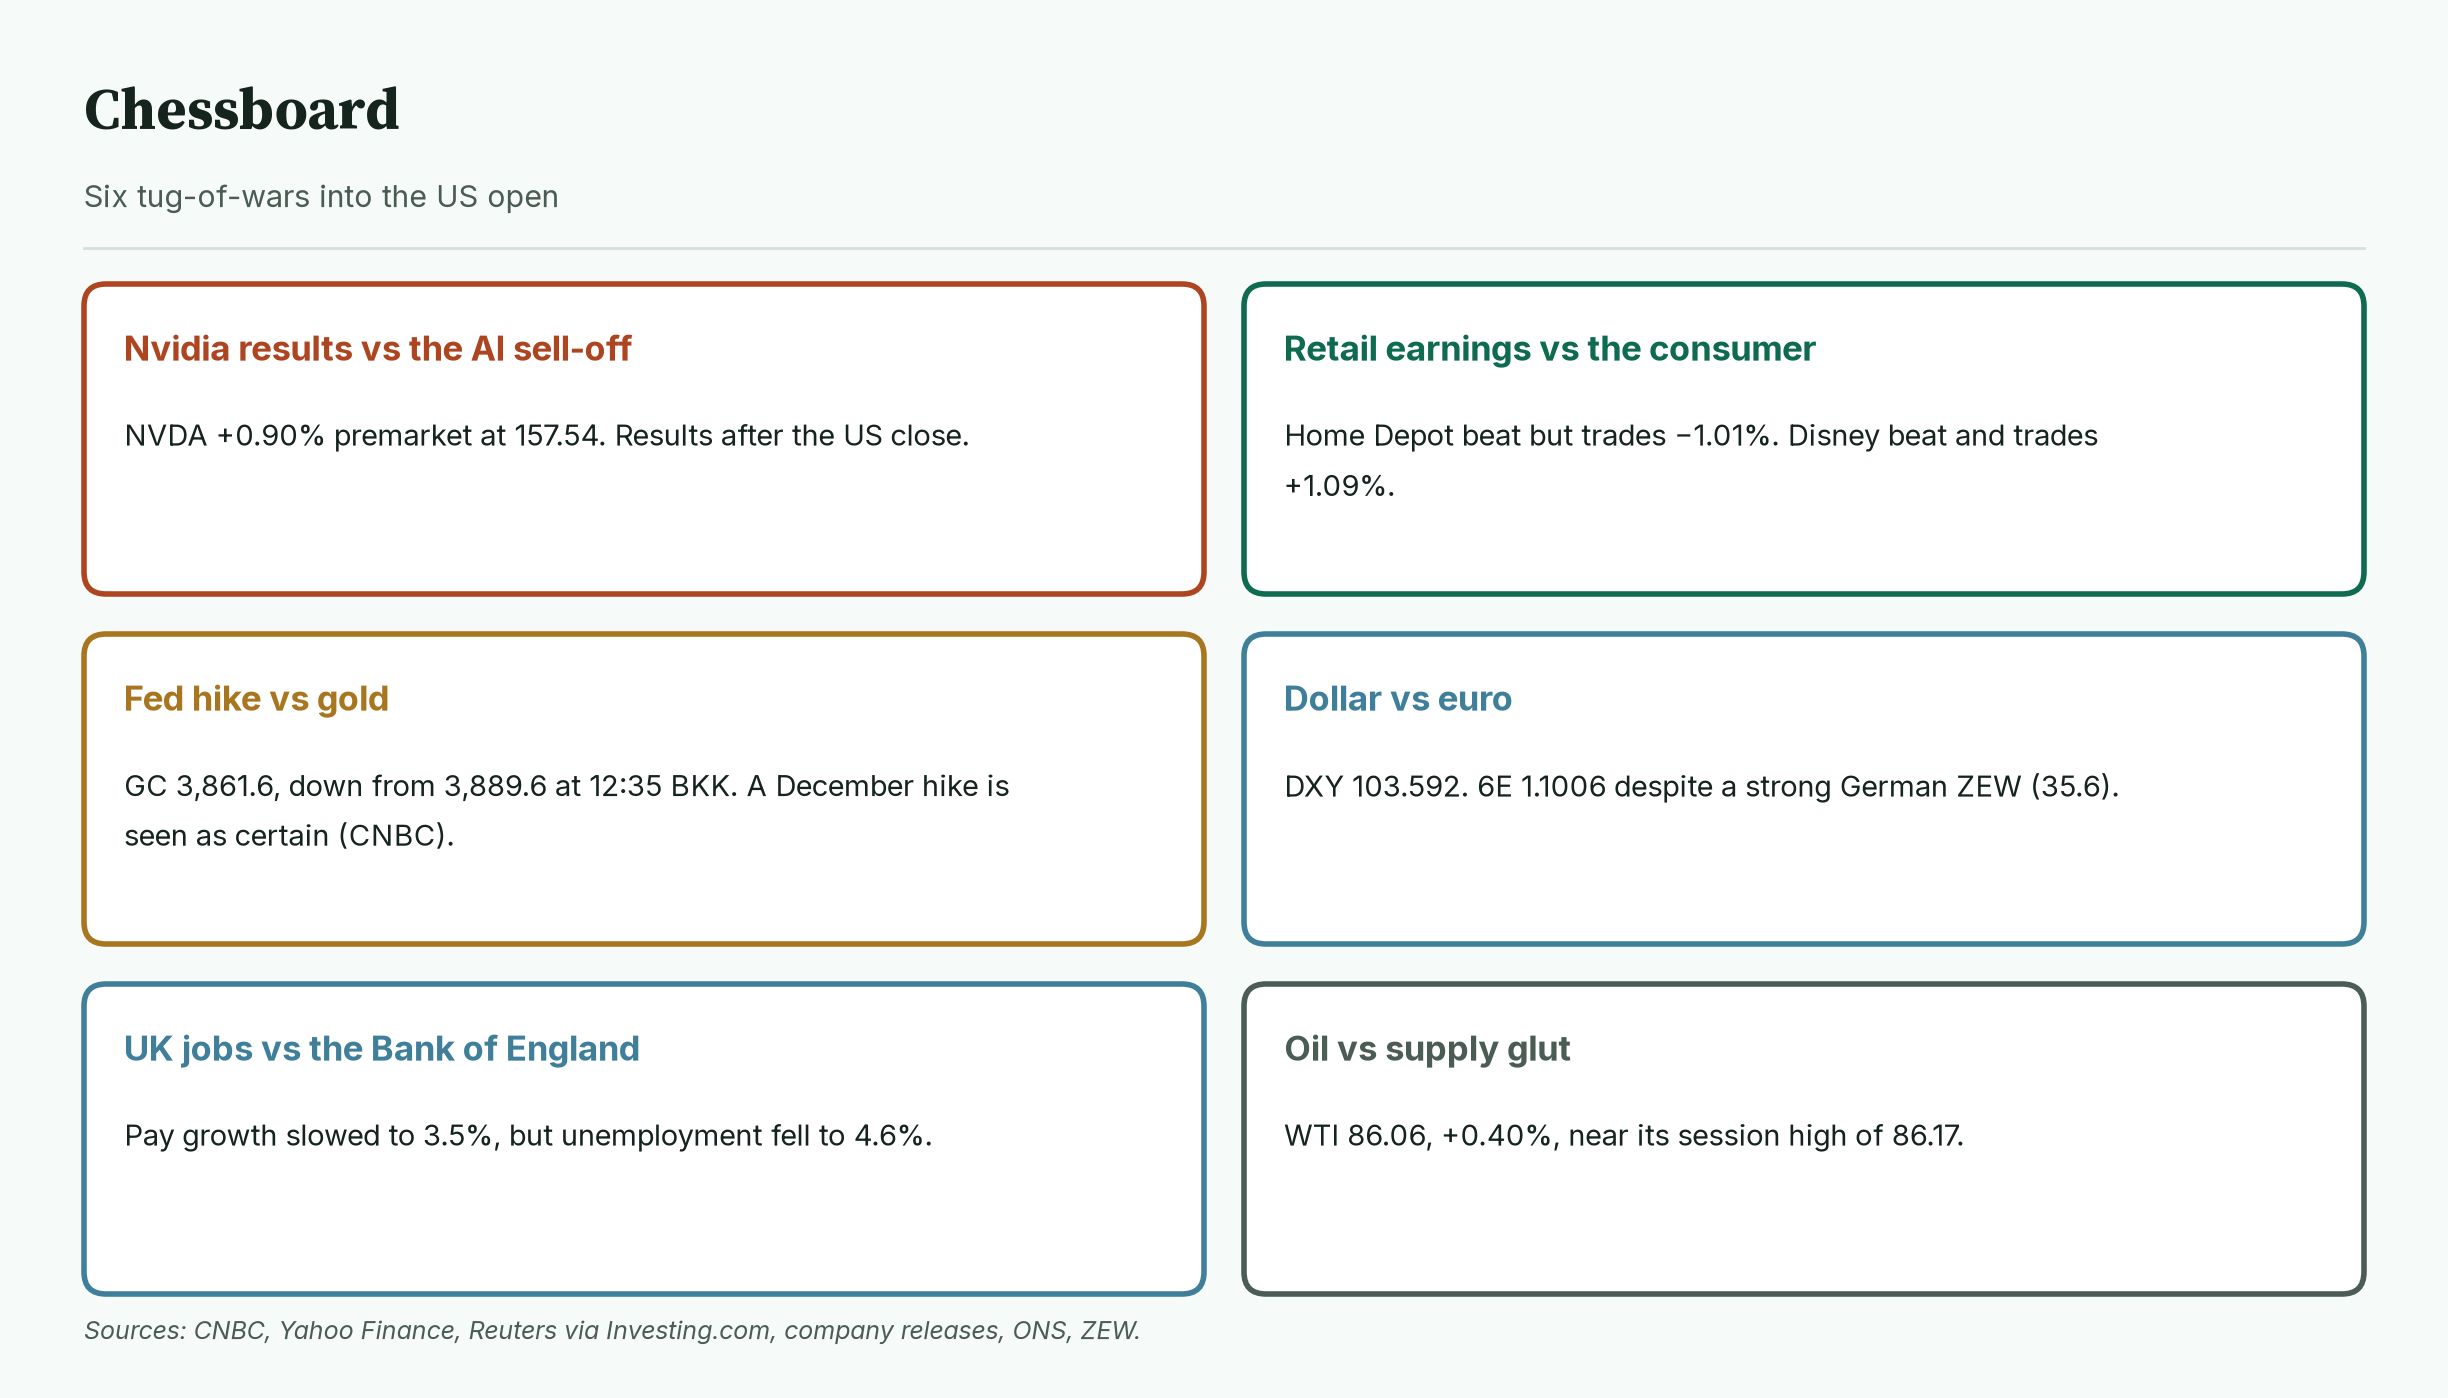 Chessboard
Six tug-of-wars into the US open
Nvidia results vs the AI sell-off
NVDA +0.90% premarket at 157.54. Results after the US close.
Retail earnings vs the consumer
Home Depot beat but trades −1.01%. Disney beat and trades
+1.09%.
Fed hike vs gold
GC 3,861.6, down from 3,889.6 at 12:35 BKK. A December hike is
seen as certain (CNBC).
Dollar vs euro
DXY 103.592. 6E 1.1006 despite a strong German ZEW (35.6).
UK jobs vs the Bank of England
Pay growth slowed to 3.5%, but unemployment fell to 4.6%.
Oil vs supply glut
WTI 86.06, +0.40%, near its session high of 86.17.
Sources: CNBC, Yahoo Finance, Reuters via Investing.com, company releases, ONS, ZEW.